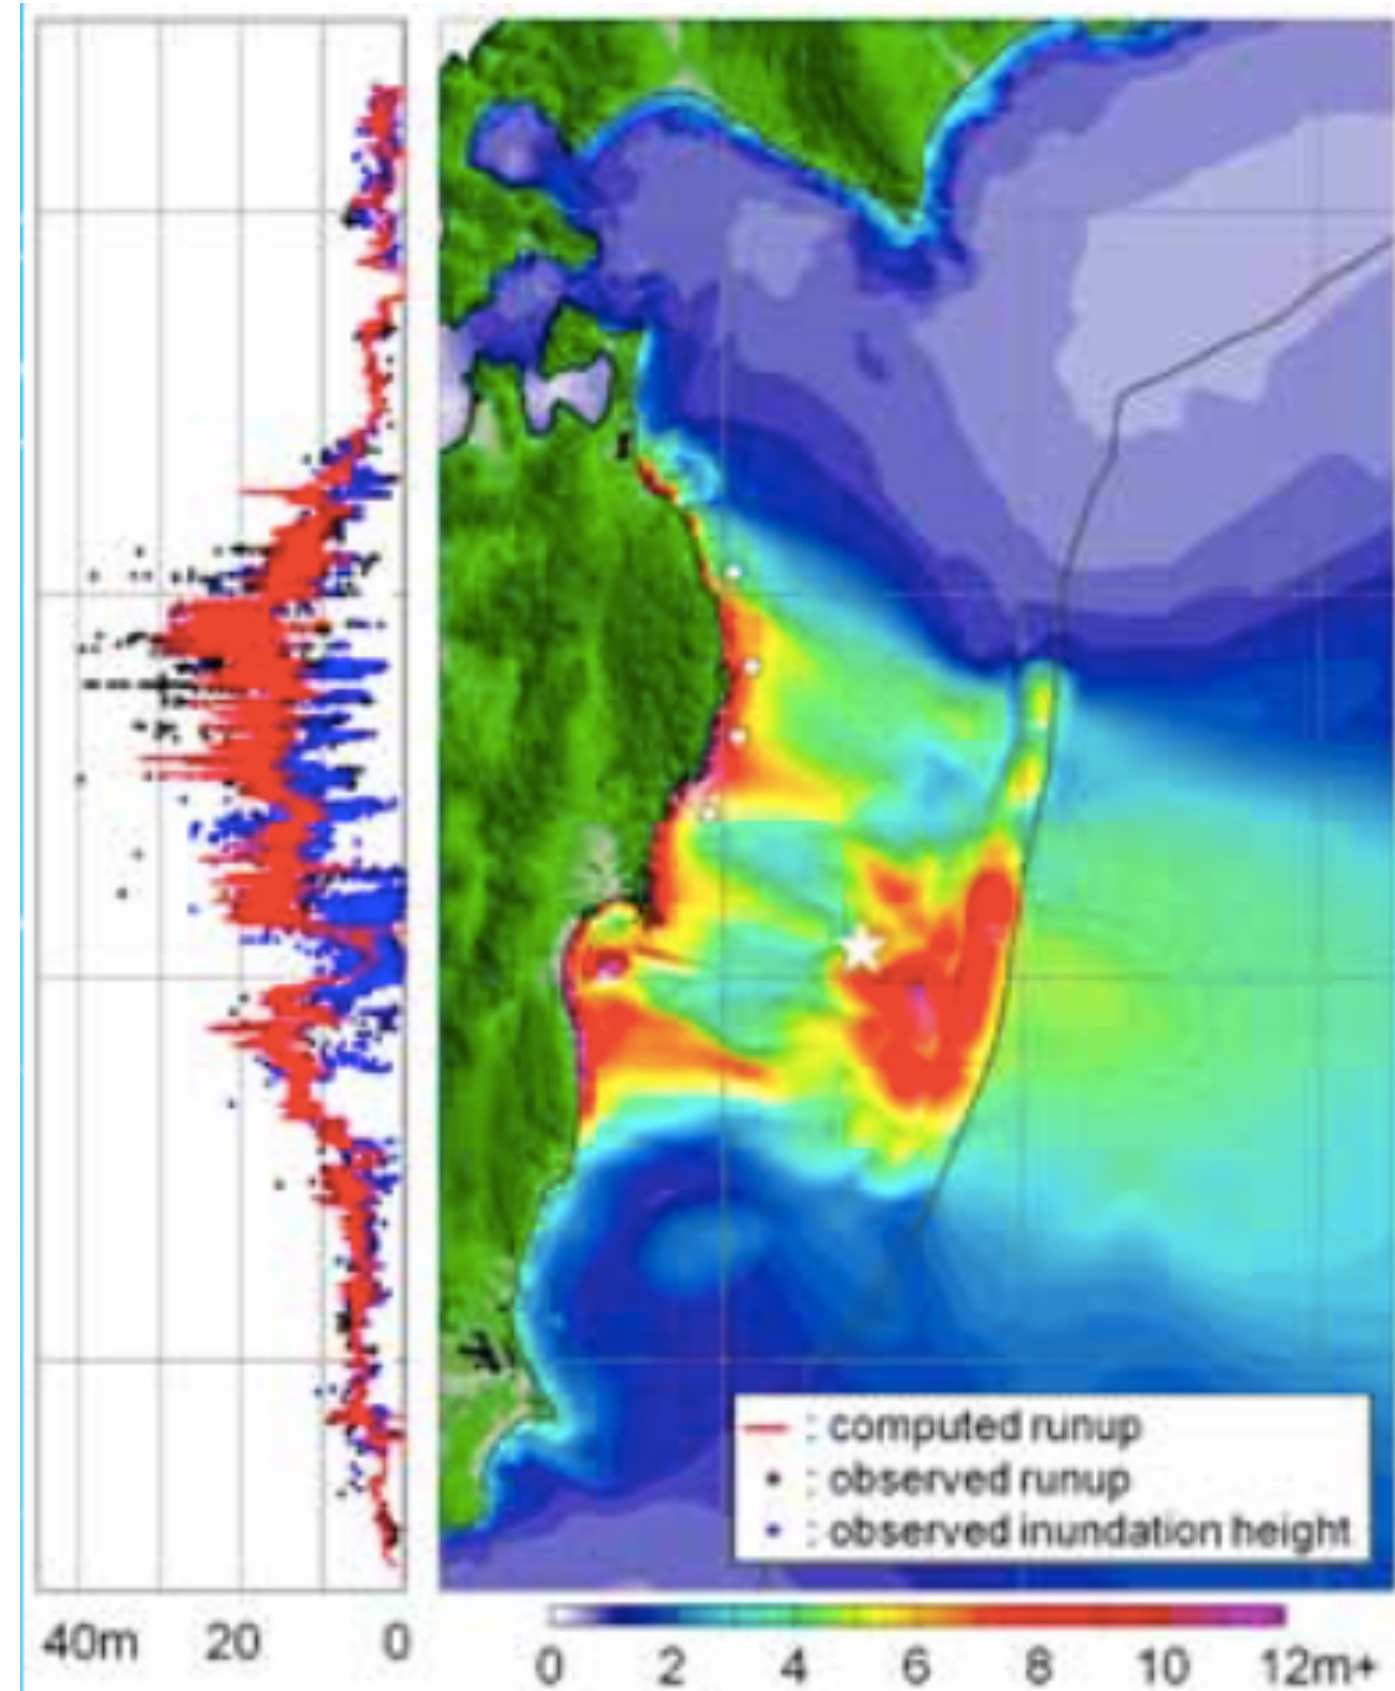 : computed runup
: observed runup
: observed inundation height
40m 20 0
0 2 4 6 8 10 12m+